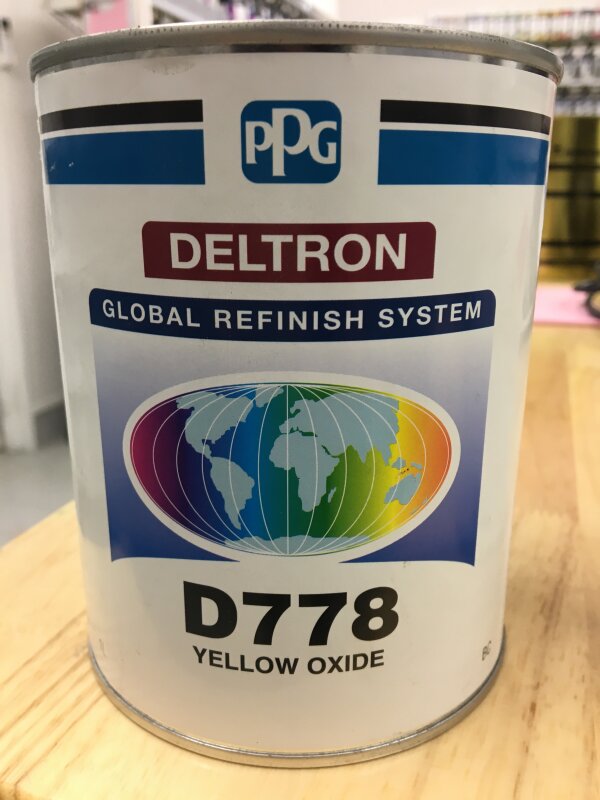 PPG
DELTRON
GLOBAL REFINISH SYSTEM
D778
YELLOW OXIDE